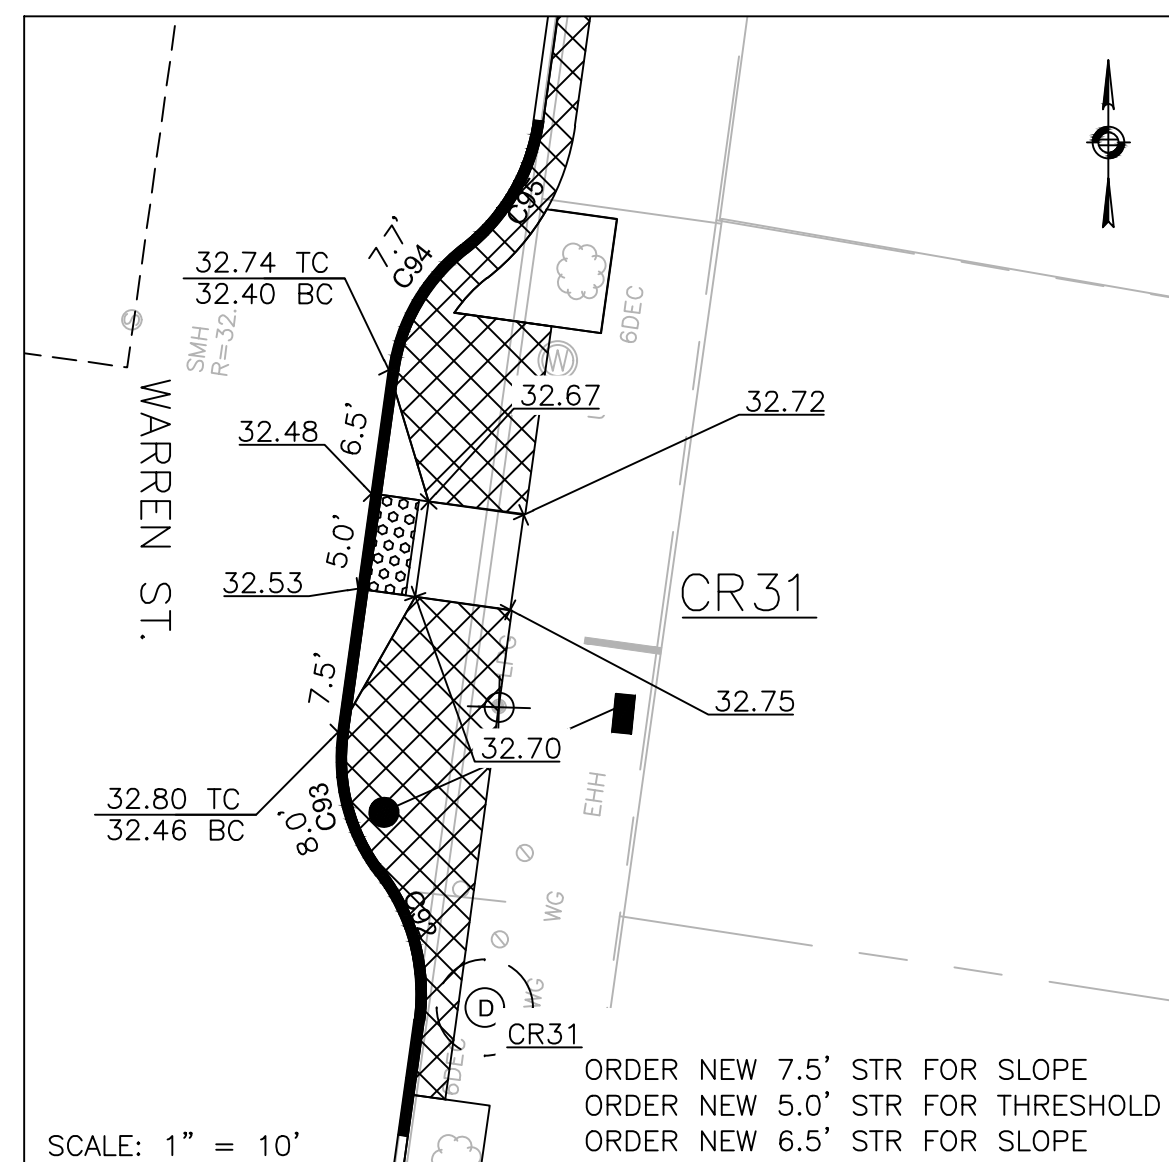 C95
7.7'
C94
32.74 TC
32.40 BC
SMH
R=32.
6DEC
W
32.67
32.72
6.5'
32.48
WARREN ST.
5.0'
32.53
CR31
7.5'
32.75
32.70
32.80 TC
32.46 BC
8.0'
C93
EHH
WG
C92
WG
D
CR31
6DEC
ORDER NEW 7.5' STR FOR SLOPE
ORDER NEW 5.0' STR FOR THRESHOLD
ORDER NEW 6.5' STR FOR SLOPE
SCALE: 1" = 10'